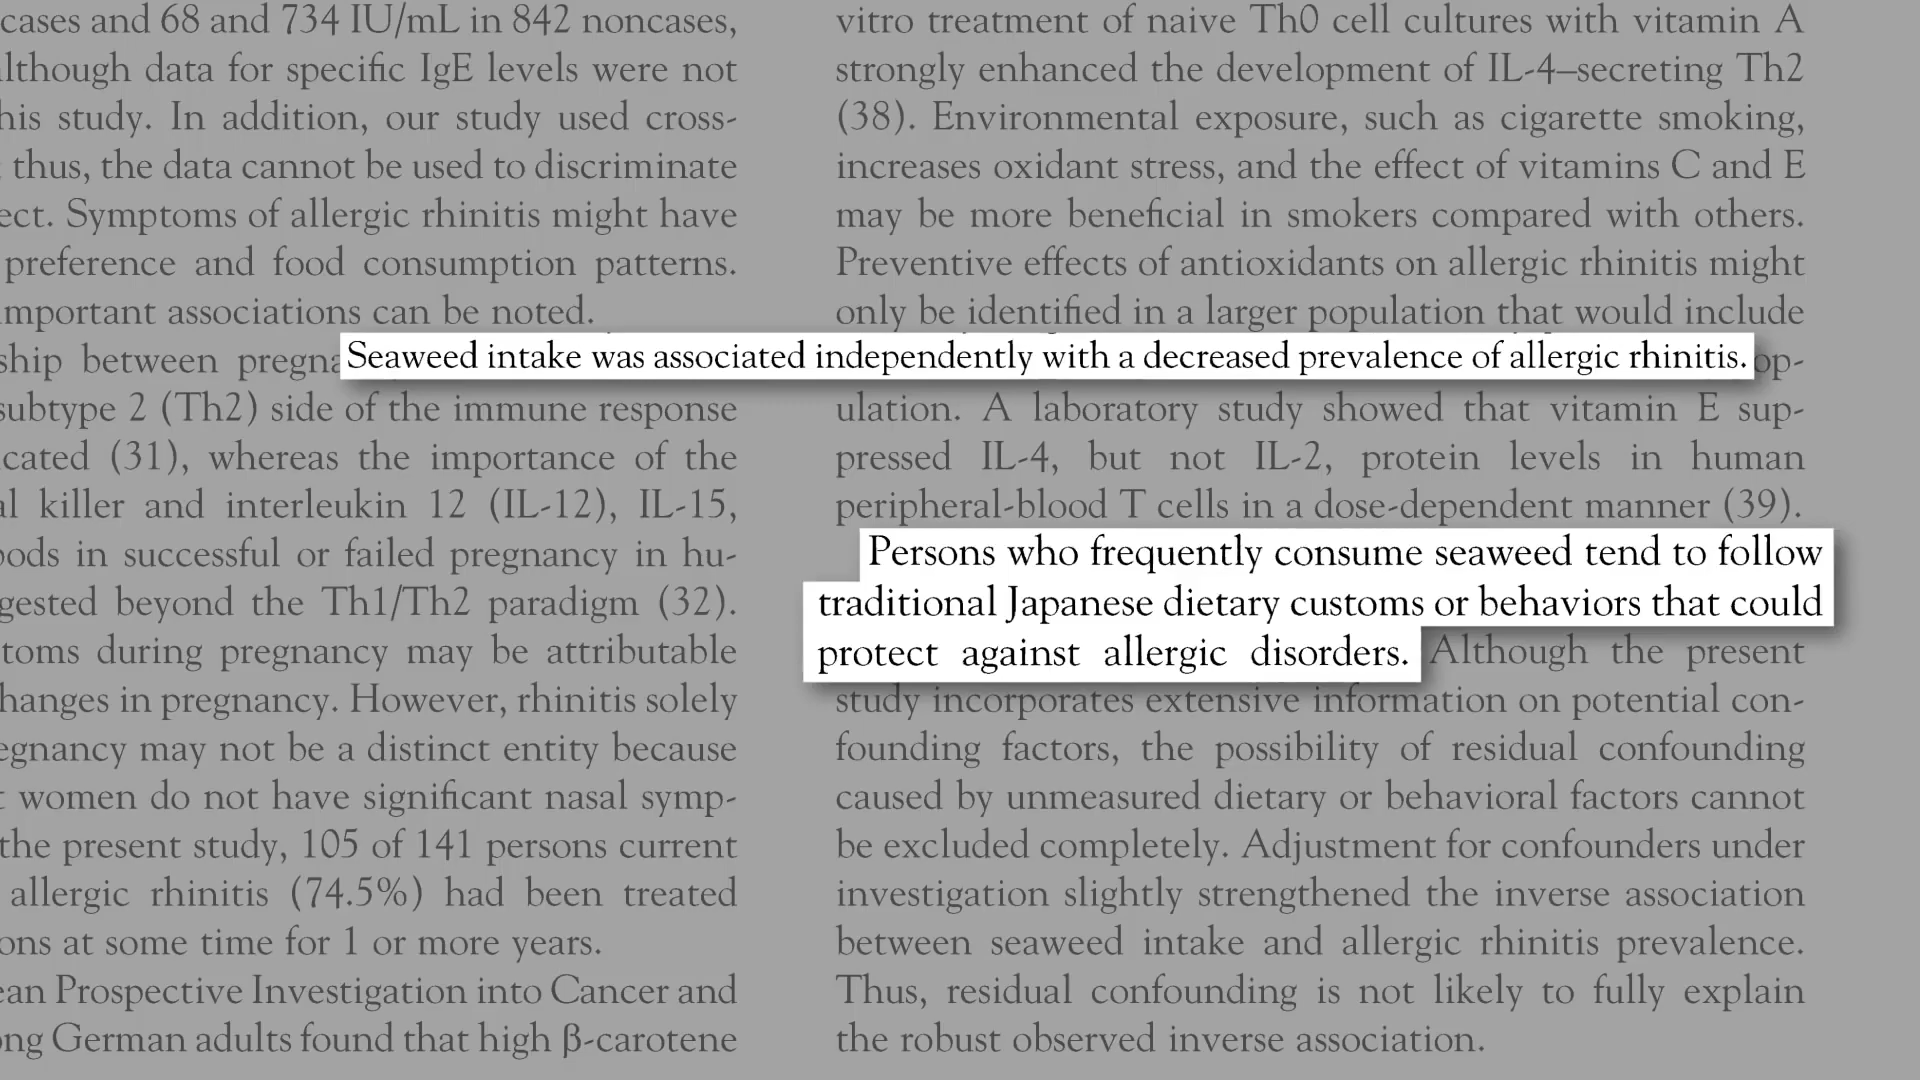 cases and 68 and 734 IU/mL in 842 noncases,
although data for specific IgE levels were not
his study. In addition, our study used cross-
thus, the data cannot be used to discriminate
ect. Symptoms of allergic rhinitis might have
preference and food consumption patterns.
important associations can be noted.
ship between pregna
subtype 2 (Th2) side of the immune response
cated (31), whereas the importance of the
al killer and interleukin 12 (IL-12), IL-15,
ods in successful or failed pregnancy in hu-
gested beyond the Th1/Th2 paradigm (32).
toms during pregnancy may be attributable
hanges in pregnancy. However, rhinitis solely
egnancy may not be a distinct entity because
t women do not have significant nasal symp-
the present study, 105 of 141 persons current
allergic rhinitis (74.5%) had been treated
ons at some time for 1 or more years.
ean Prospective Investigation into Cancer and
ong German adults found that high β-carotene
vitro treatment of naive Th0 cell cultures with vitamin A
strongly enhanced the development of IL-4–secreting Th2
(38). Environmental exposure, such as cigarette smoking,
increases oxidant stress, and the effect of vitamins C and E
may be more beneficial in smokers compared with others.
Preventive effects of antioxidants on allergic rhinitis might
only be identified in a larger population that would include
Seaweed intake was associated independently with a decreased prevalence of allergic rhinitis.
op-
ulation. A laboratory study showed that vitamin E sup-
pressed IL-4, but not IL-2, protein levels in human
peripheral-blood T cells in a dose-dependent manner (39).
Persons who frequently consume seaweed tend to follow
traditional Japanese dietary customs or behaviors that could
protect against allergic disorders. Although the present
study incorporates extensive information on potential con-
founding factors, the possibility of residual confounding
caused by unmeasured dietary or behavioral factors cannot
be excluded completely. Adjustment for confounders under
investigation slightly strengthened the inverse association
between seaweed intake and allergic rhinitis prevalence.
Thus, residual confounding is not likely to fully explain
the robust observed inverse association.